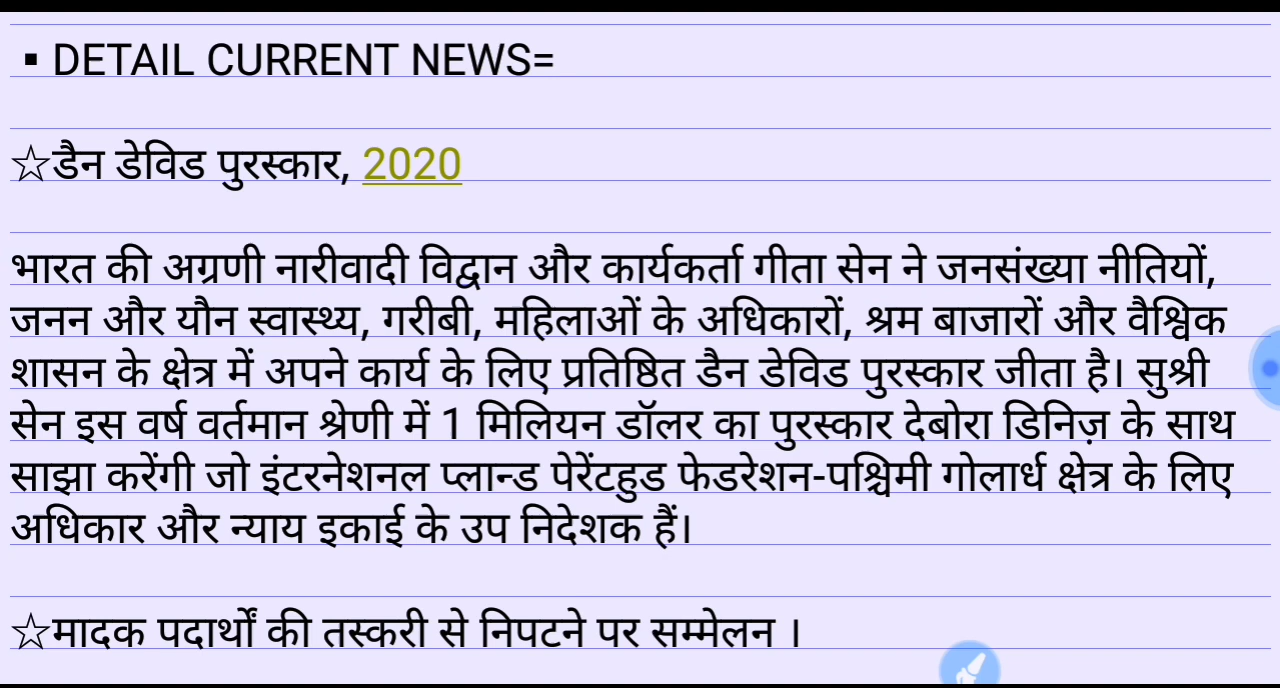 ▪ DETAIL CURRENT NEWS=
☆डैन डेविड पुरस्कार, 2020
भारत की अग्रणी नारीवादी विद्वान और कार्यकर्ता गीता सेन ने जनसंख्या नीतियों,
जनन और यौन स्वास्थ्य, गरीबी, महिलाओं के अधिकारों, श्रम बाजारों और वैश्विक
शासन के क्षेत्र में अपने कार्य के लिए प्रतिष्ठित डैन डेविड पुरस्कार जीता है। सुश्री
सेन इस वर्ष वर्तमान श्रेणी में 1 मिलियन डॉलर का पुरस्कार देबोरा डिनिज़ के साथ
साझा करेंगी जो इंटरनेशनल प्लान्ड पेरेंटहुड फेडरेशन-पश्चिमी गोलार्ध क्षेत्र के लिए
अधिकार और न्याय इकाई के उप निदेशक हैं।
☆मादक पदार्थों की तस्करी से निपटने पर सम्मेलन ।